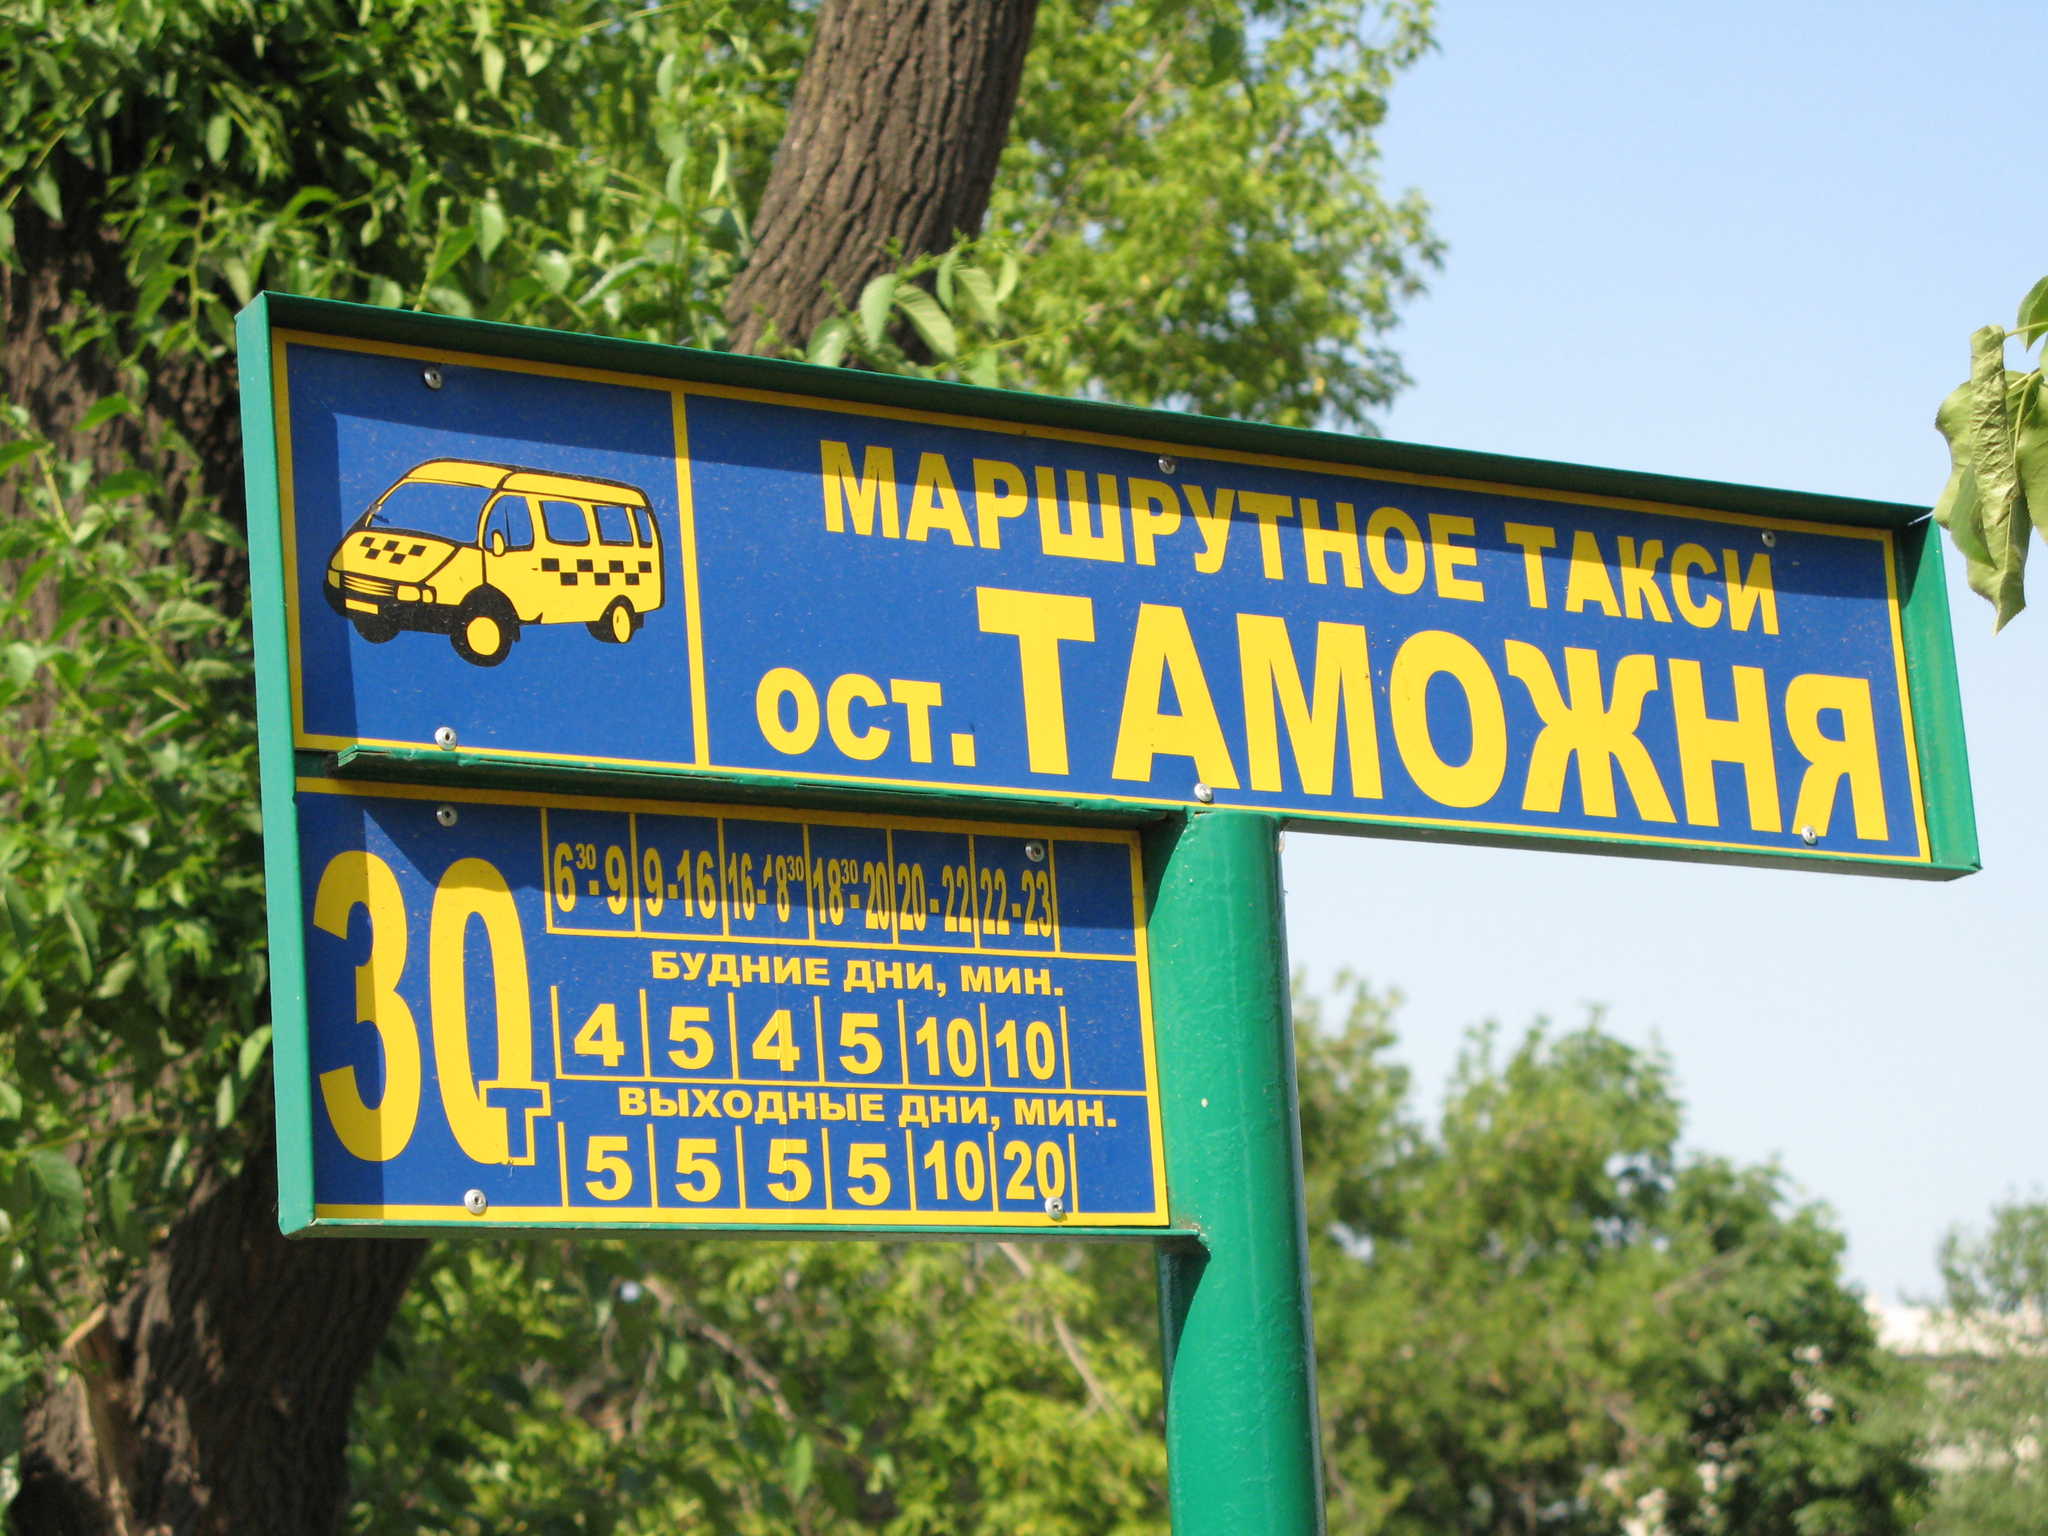 МАРШРУТНОЕ ТАКСИ
ост. ТАМОЖНЯ
30т
6³⁰-9 9-16 16-18³⁰ 18³⁰-20 20-22 22-23
БУДНИЕ ДНИ, МИН.
4 5 4 5 10 10
ВЫХОДНЫЕ ДНИ, МИН.
5 5 5 5 10 20